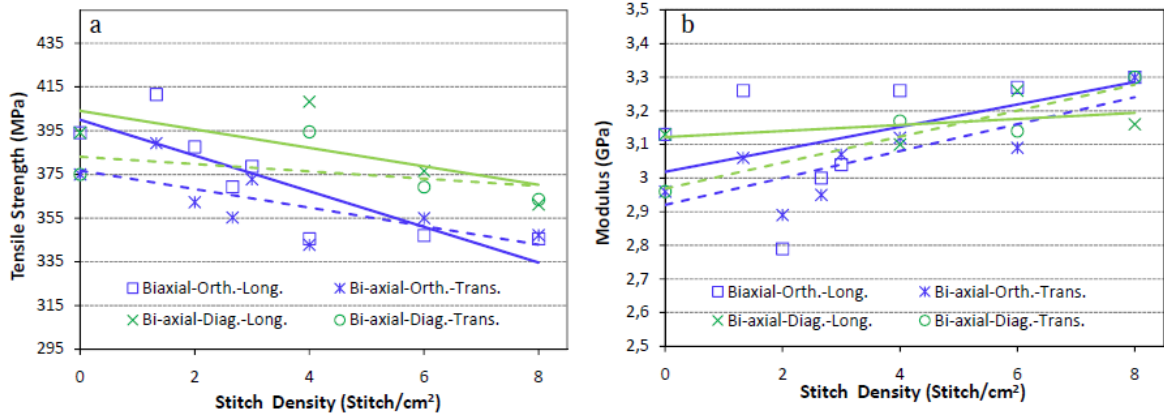 a
Tensile Strength (MPa)
435
415
395
375
355
335
315
295
Biaxial-Orth.-Long.
Bi-axial-Orth.-Trans.
Bi-axial-Diag.-Long.
Bi-axial-Diag.-Trans.
0 2 4 6 8
Stitch Density (Stitch/cm²)
b
Modulus (GPa)
3,5
3,4
3,3
3,2
3,1
3
2,9
2,8
2,7
2,6
2,5
Biaxial-Orth.-Long.
Bi-axial-Orth.-Trans.
Bi-axial-Diag.-Long.
Bi-axial-Diag.-Trans.
0 2 4 6 8
Stitch Density (Stitch/cm²)